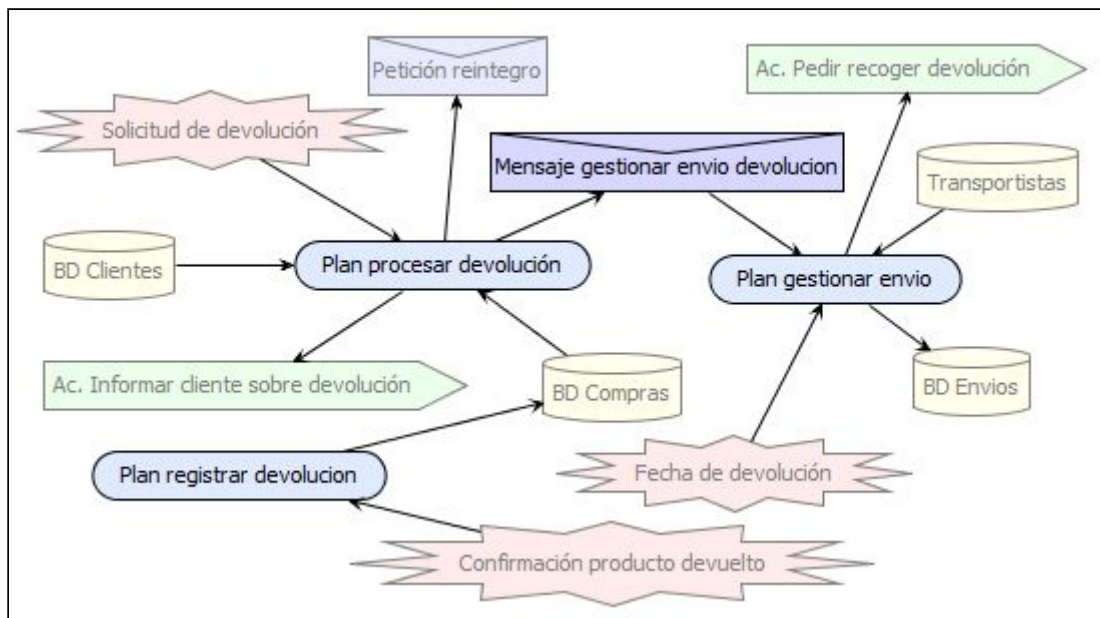 Petición reintegro
Ac. Pedir recoger devolución
Solicitud de devolución
Mensaje gestionar envio devolucion
Transportistas
BD Clientes
Plan procesar devolución
Plan gestionar envio
Ac. Informar cliente sobre devolución
BD Compras
BD Envios
Plan registrar devolucion
Fecha de devolución
Confirmación producto devuelto